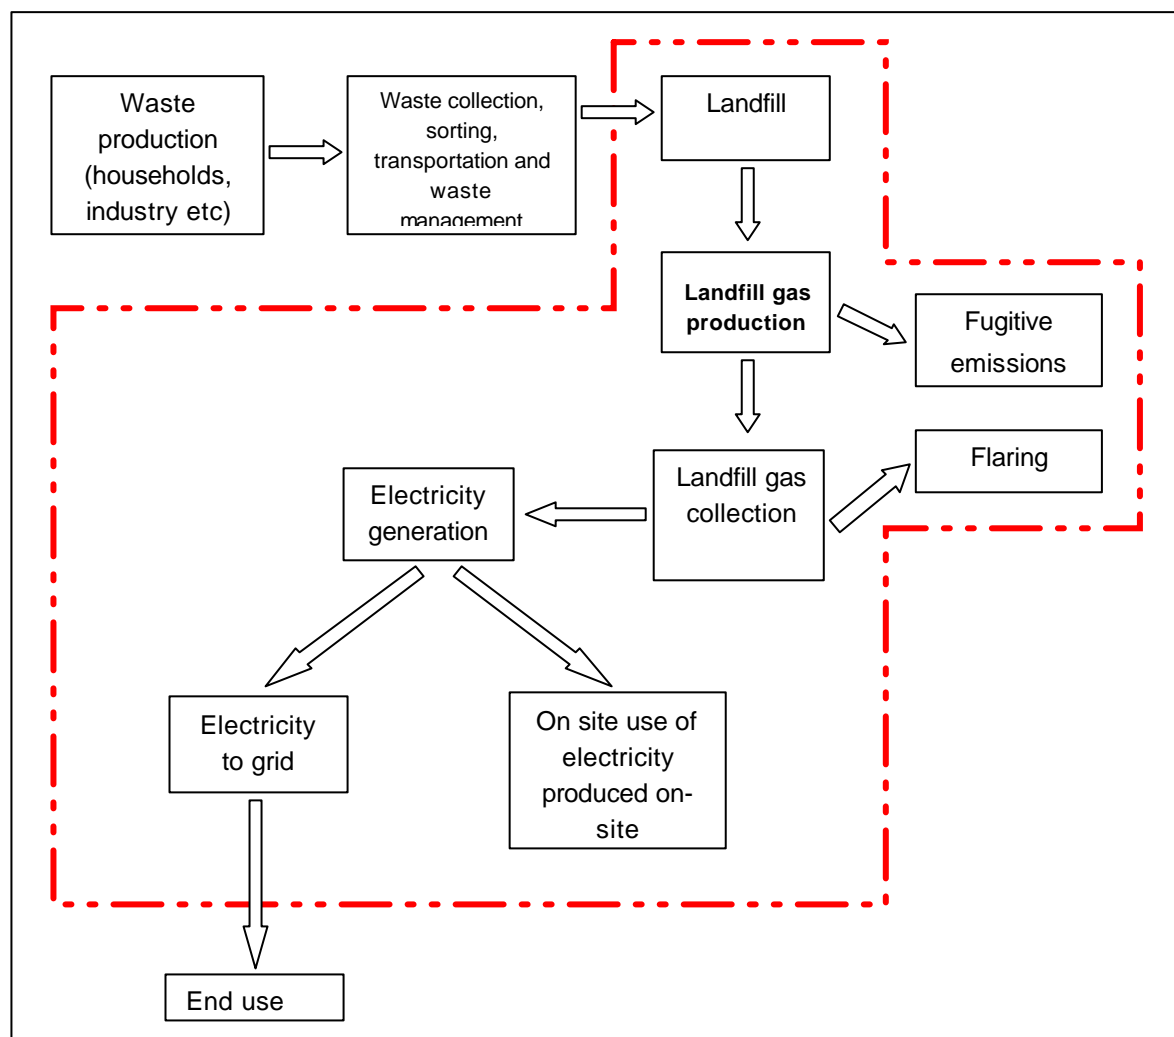 Waste
production
(households,
industry etc)
Waste collection,
sorting,
transportation and
waste
management
Landfill
Landfill gas
production
Fugitive
emissions
Landfill gas
collection
Flaring
Electricity
generation
Electricity
to grid
On site use of
electricity
produced on-
site
End use